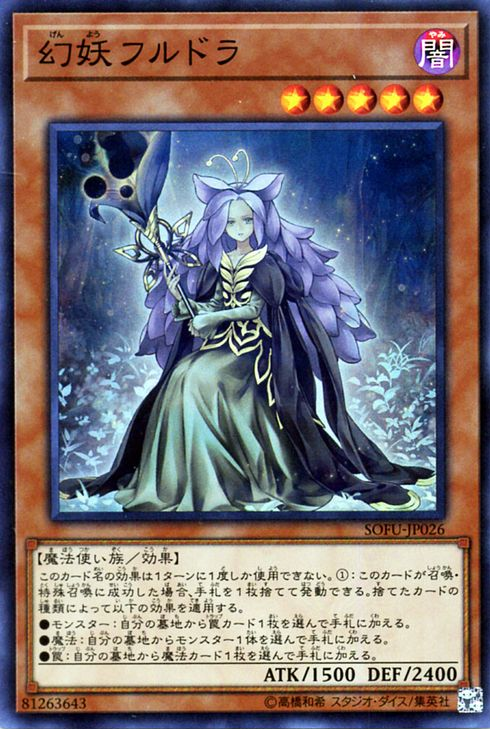 幻妖フルドラ
闇
SOFU-JP026
【魔法使い族/効果】
このカード名の効果は1ターンに1度しか使用できない。①:このカードが召喚・
特殊召喚に成功した場合、手札を1枚捨てて発動できる。捨てたカードの
種類によって以下の効果を適用する。
●モンスター:自分の墓地から罠カード1枚を選んで手札に加える。
●魔法:自分の墓地からモンスター1体を選んで手札に加える。
●罠:自分の墓地から魔法カード1枚を選んで手札に加える。
ATK/1500 DEF/2400
81263643 ©高橋和希 スタジオ・ダイス/集英社